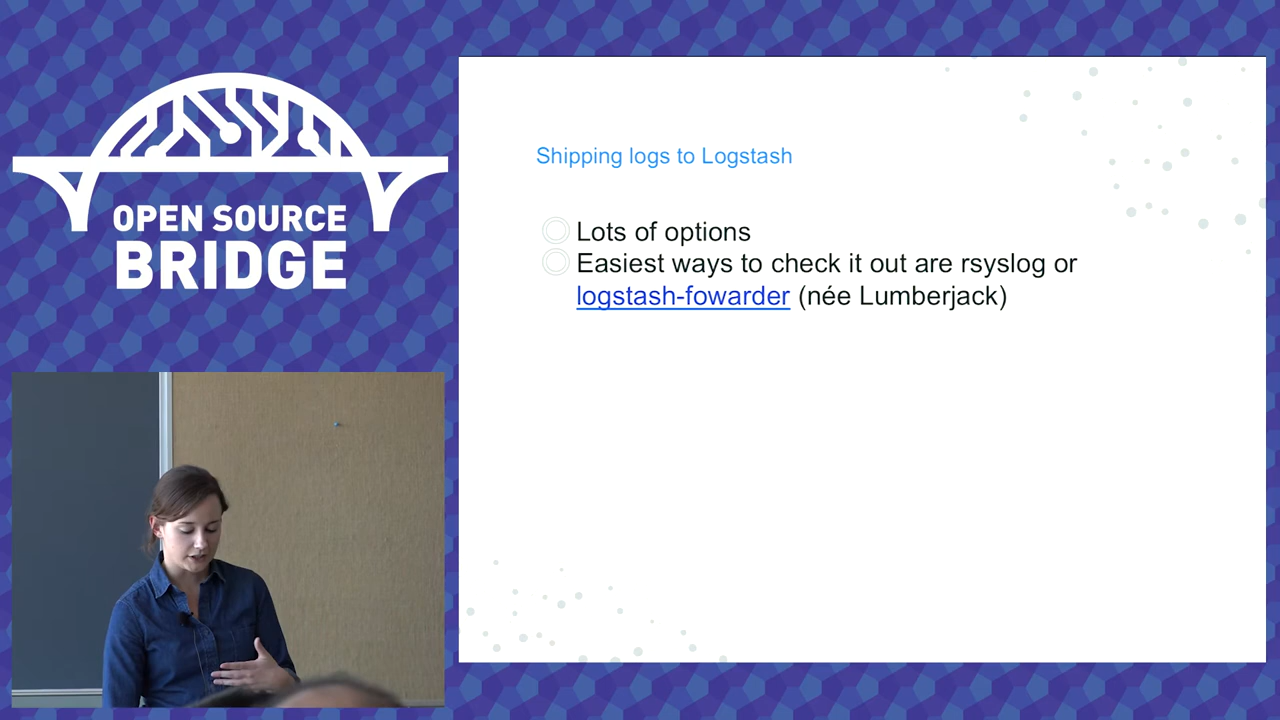 OPEN SOURCE
BRIDGE
Shipping logs to Logstash
Lots of options
Easiest ways to check it out are rsyslog or
logstash-fowarder (née Lumberjack)